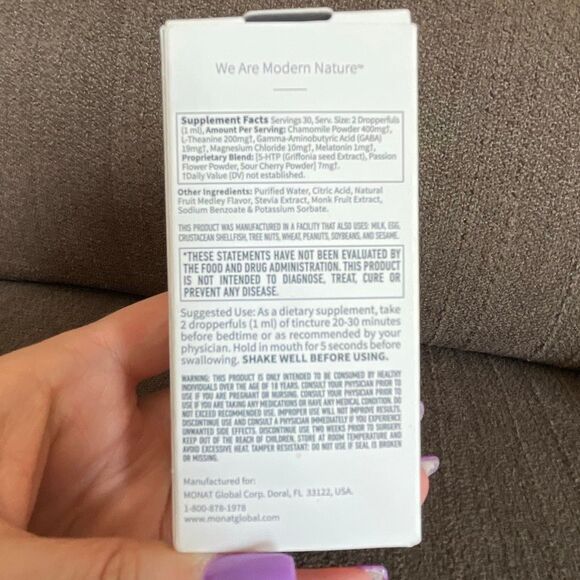 We Are Modern Nature℠
Supplement Facts Servings 30, Serv. Size: 2 Dropperfuls
(1 ml), Amount Per Serving: Chamomile Powder 400mg†,
L-Theanine 200mg†, Gamma-Aminobutyric Acid (GABA)
19mg†, Magnesium Chloride 10mg†, Melatonin 1mg†,
Proprietary Blend: [5-HTP (Griffonia seed Extract), Passion
Flower Powder, Sour Cherry Powder] 7mg†.
†Daily Value (DV) not established.
Other Ingredients: Purified Water, Citric Acid, Natural
Fruit Medley Flavor, Stevia Extract, Monk Fruit Extract,
Sodium Benzoate & Potassium Sorbate.
THIS PRODUCT WAS MANUFACTURED IN A FACILITY THAT ALSO USES: MILK, EGG,
CRUSTACEAN SHELLFISH, TREE NUTS, WHEAT, PEANUTS, SOYBEANS, AND SESAME.
*THESE STATEMENTS HAVE NOT BEEN EVALUATED BY
THE FOOD AND DRUG ADMINISTRATION. THIS PRODUCT
IS NOT INTENDED TO DIAGNOSE, TREAT, CURE OR
PREVENT ANY DISEASE.
Suggested Use: As a dietary supplement, take
2 dropperfuls (1 ml) of tincture 20-30 minutes
before bedtime or as recommended by your
physician. Hold in mouth for 5 seconds before
swallowing. SHAKE WELL BEFORE USING.
WARNING: THIS PRODUCT IS ONLY INTENDED TO BE CONSUMED BY HEALTHY
INDIVIDUALS OVER THE AGE OF 18 YEARS. CONSULT YOUR PHYSICIAN PRIOR TO
USE IF YOU ARE PREGNANT OR NURSING. CONSULT YOUR PHYSICIAN PRIOR TO
USE IF YOU ARE TAKING ANY MEDICATIONS OR HAVE ANY MEDICAL CONDITION. DO
NOT EXCEED RECOMMENDED USE. IMPROPER USE WILL NOT IMPROVE RESULTS.
DISCONTINUE USE AND CONSULT A PHYSICIAN IMMEDIATELY IF YOU EXPERIENCE
UNWANTED SIDE EFFECTS. DISCONTINUE USE TWO WEEKS PRIOR TO SURGERY.
KEEP OUT OF THE REACH OF CHILDREN, STORE AT ROOM TEMPERATURE AND
AVOID EXCESSIVE HEAT. TAMPER RESISTANT: DO NOT USE IF SEAL IS BROKEN
OR MISSING.
Manufactured for:
MONAT Global Corp. Doral, FL 33122, USA.
1-800-878-1978
www.monatglobal.com